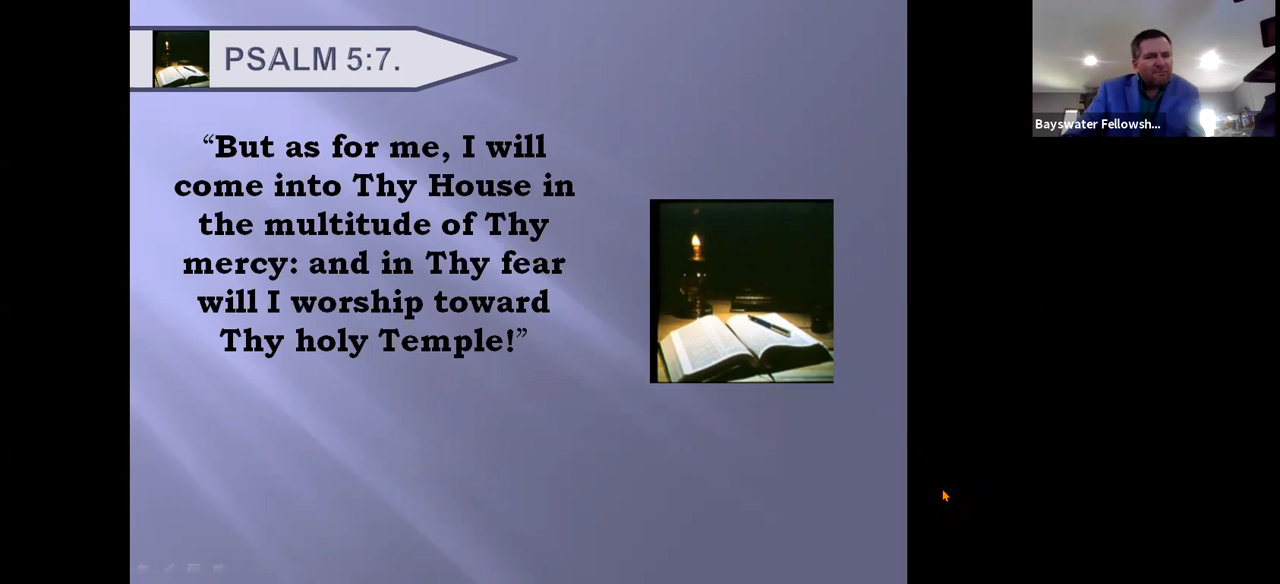 PSALM 5:7.
“But as for me, I will
come into Thy House in
the multitude of Thy
mercy: and in Thy fear
will I worship toward
Thy holy Temple!”
Bayswater Fellowsh...